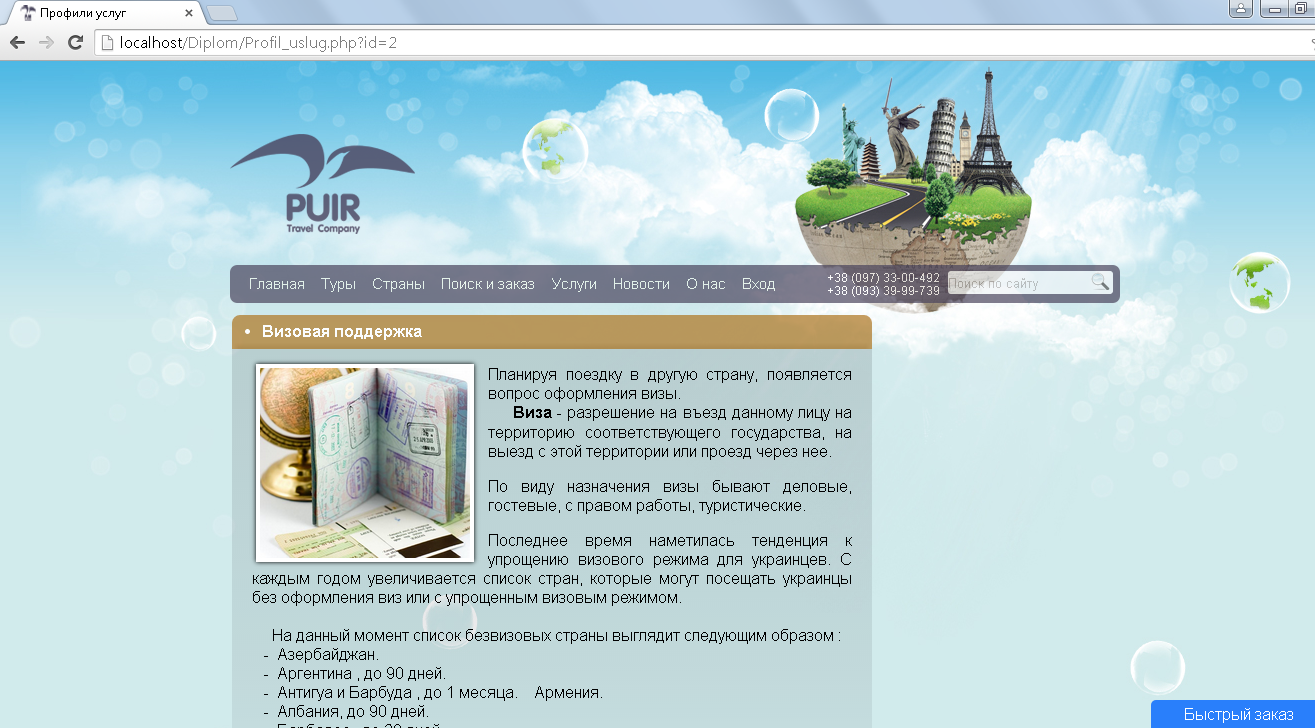 Профили услуг
localhost/Diplom/Profil_uslug.php?id=2
PUIR
Travel Company
Главная Туры Страны Поиск и заказ Услуги Новости О нас Вход
+38 (097) 33-00-492
+38 (093) 39-99-739
Поиск по сайту
• Визовая поддержка
Планируя поездку в другую страну, появляется
вопрос оформления визы.
Виза - разрешение на въезд данному лицу на
территорию соответствующего государства, на
выезд с этой территории или проезд через нее.
По виду назначения визы бывают деловые,
гостевые, с правом работы, туристические.
Последнее время наметилась тенденция к
упрощению визового режима для украинцев. С
каждым годом увеличивается список стран, которые могут посещать украинцы
без оформления виз или с упрощенным визовым режимом.
На данный момент список безвизовых страны выглядит следующим образом :
- Азербайджан.
- Аргентина , до 90 дней.
- Антигуа и Барбуда , до 1 месяца. Армения.
- Албания, до 90 дней.
Быстрый заказ